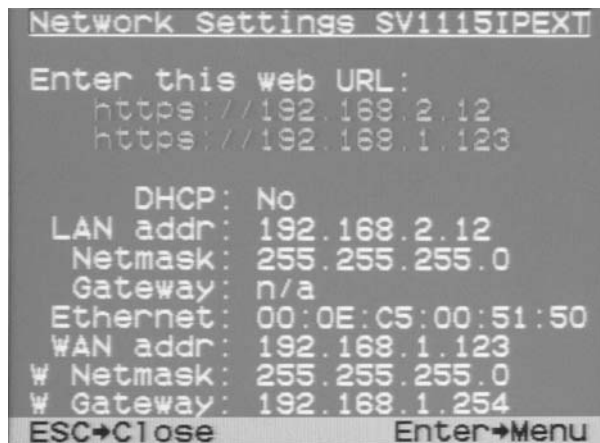 Network Settings SV1115IPEXT
Enter this web URL:
https://192.168.2.12
https://192.168.1.123
DHCP: No
LAN addr: 192.168.2.12
Netmask: 255.255.255.0
Gateway: n/a
Ethernet: 00:0E:C5:00:51:50
WAN addr: 192.168.1.123
W Netmask: 255.255.255.0
W Gateway: 192.168.1.254
ESC→Close Enter→Menu